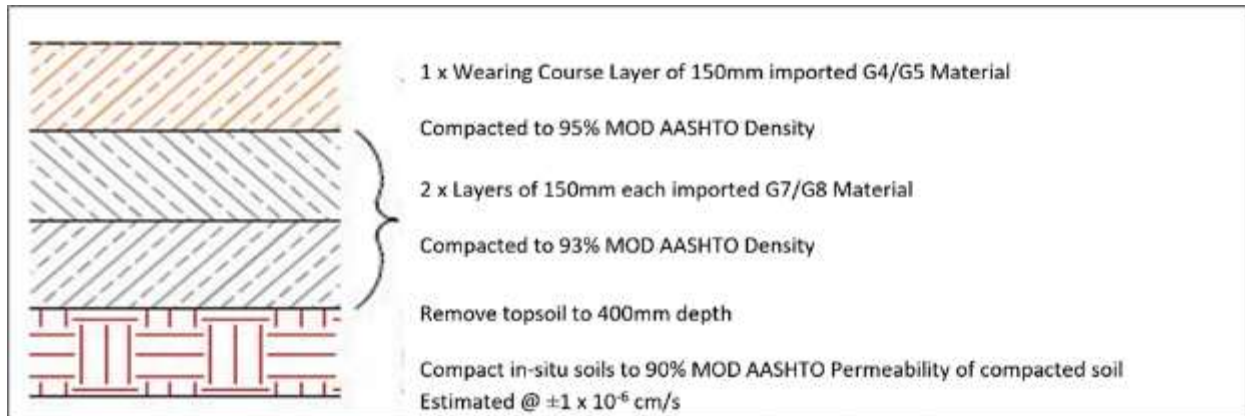 1 x Wearing Course Layer of 150mm imported G4/G5 Material
Compacted to 95% MOD AASHTO Density
2 x Layers of 150mm each imported G7/G8 Material
Compacted to 93% MOD AASHTO Density
Remove topsoil to 400mm depth
Compact in-situ soils to 90% MOD AASHTO Permeability of compacted soil
Estimated @ ±1 x 10⁻⁶ cm/s